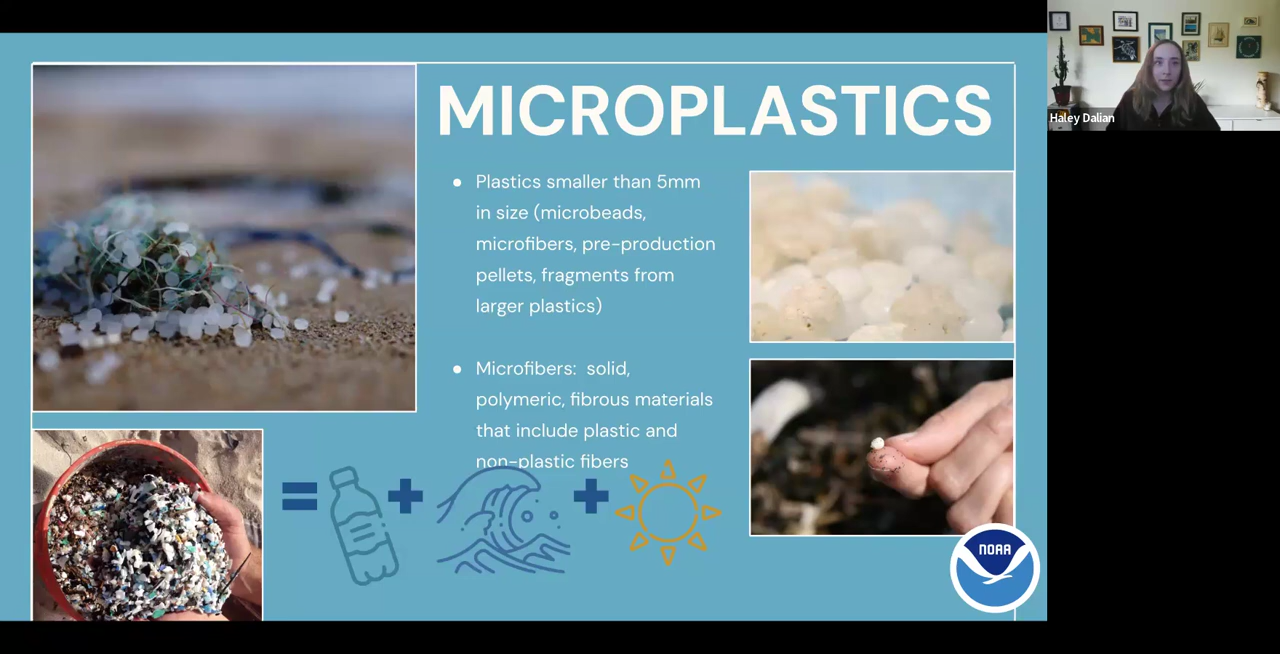 MICROPLASTICS
● Plastics smaller than 5mm
in size (microbeads,
microfibers, pre-production
pellets, fragments from
larger plastics)
● Microfibers:  solid,
polymeric, fibrous materials
that include plastic and
non-plastic fibers
=
+
+
NOAA
Haley Dalian